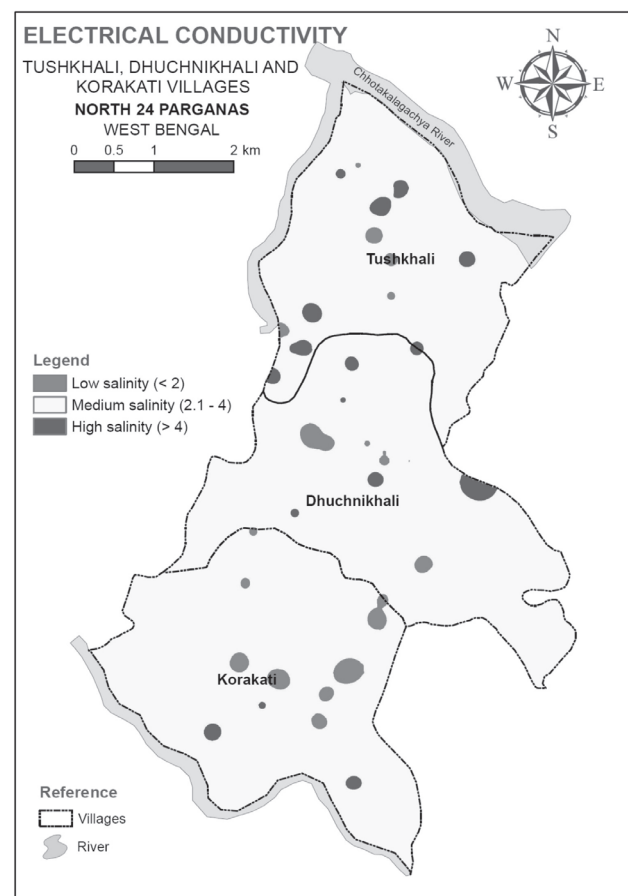 ELECTRICAL CONDUCTIVITY
TUSHKHALI, DHUCHNIKHALI AND
KORAKATI VILLAGES
NORTH 24 PARGANAS
WEST BENGAL
0 0.5 1 2 km
N
W E
S
Chhotakalagachya River
Tushkhali
Legend
Low salinity (< 2)
Medium salinity (2.1 - 4)
High salinity (> 4)
Dhuchnikhali
Korakati
Reference
Villages
River